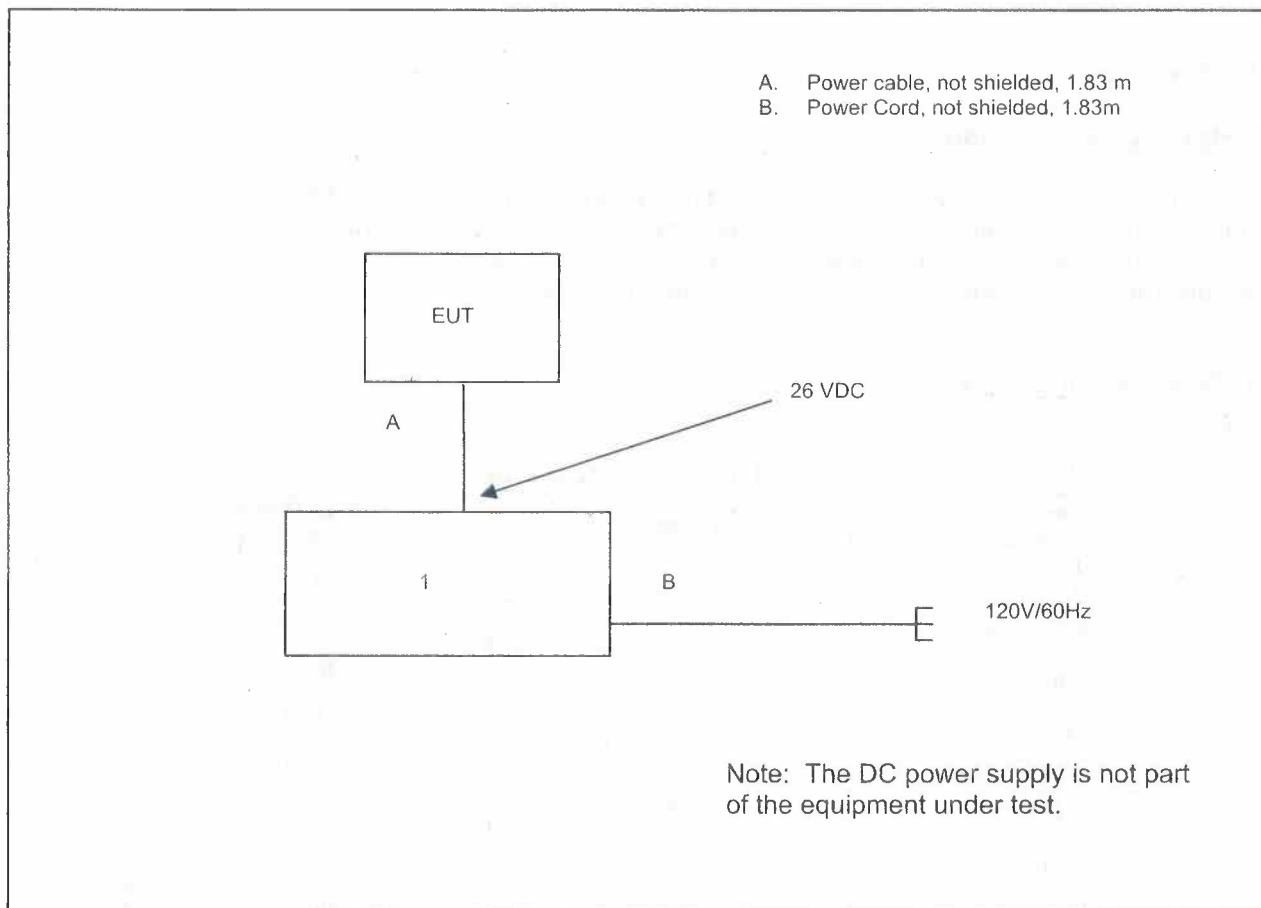 A. Power cable, not shielded, 1.83 m
B. Power Cord, not shielded, 1.83m
EUT
26 VDC
A
1
B
120V/60Hz
Note: The DC power supply is not part
of the equipment under test.